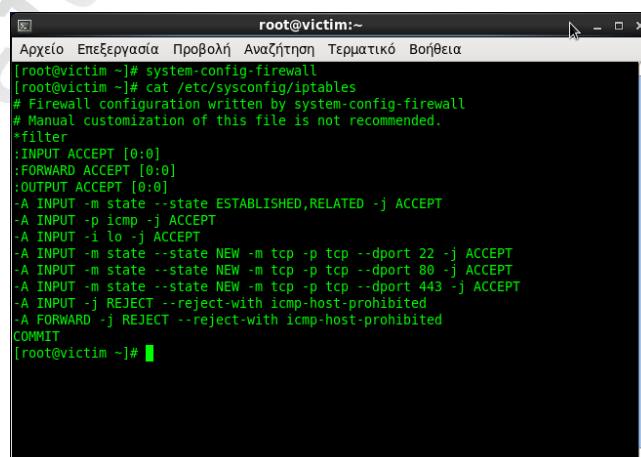 root@victim:~
Αρχείο Επεξεργασία Προβολή Αναζήτηση Τερματικό Βοήθεια
[root@victim ~]# system-config-firewall
[root@victim ~]# cat /etc/sysconfig/iptables
# Firewall configuration written by system-config-firewall
# Manual customization of this file is not recommended.
*filter
:INPUT ACCEPT [0:0]
:FORWARD ACCEPT [0:0]
:OUTPUT ACCEPT [0:0]
-A INPUT -m state --state ESTABLISHED,RELATED -j ACCEPT
-A INPUT -p icmp -j ACCEPT
-A INPUT -i lo -j ACCEPT
-A INPUT -m state --state NEW -m tcp -p tcp --dport 22 -j ACCEPT
-A INPUT -m state --state NEW -m tcp -p tcp --dport 80 -j ACCEPT
-A INPUT -m state --state NEW -m tcp -p tcp --dport 443 -j ACCEPT
-A INPUT -j REJECT --reject-with icmp-host-prohibited
-A FORWARD -j REJECT --reject-with icmp-host-prohibited
COMMIT
[root@victim ~]#